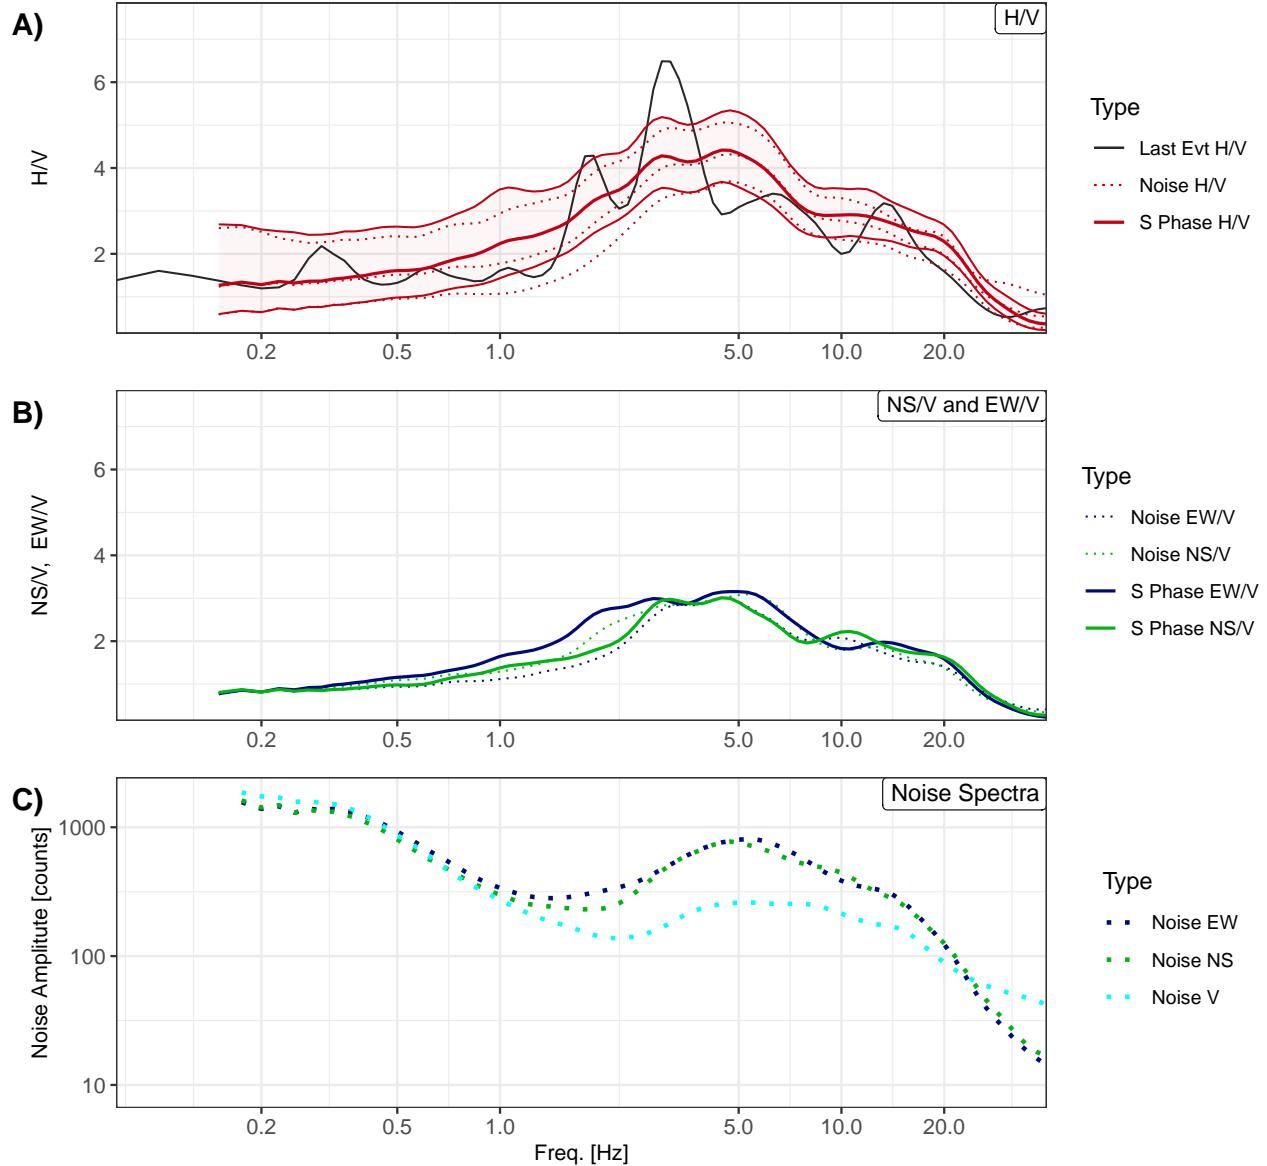 A)
H/V
6
4
2
H/V
0.2 0.5 1.0 5.0 10.0 20.0
Type
Last Evt H/V
Noise H/V
S Phase H/V
B)
NS/V and EW/V
6
4
2
NS/V,  EW/V
0.2 0.5 1.0 5.0 10.0 20.0
Type
Noise EW/V
Noise NS/V
S Phase EW/V
S Phase NS/V
C)
Noise Spectra
1000
100
10
Noise Amplitute [counts]
0.2 0.5 1.0 5.0 10.0 20.0
Freq. [Hz]
Type
Noise EW
Noise NS
Noise V